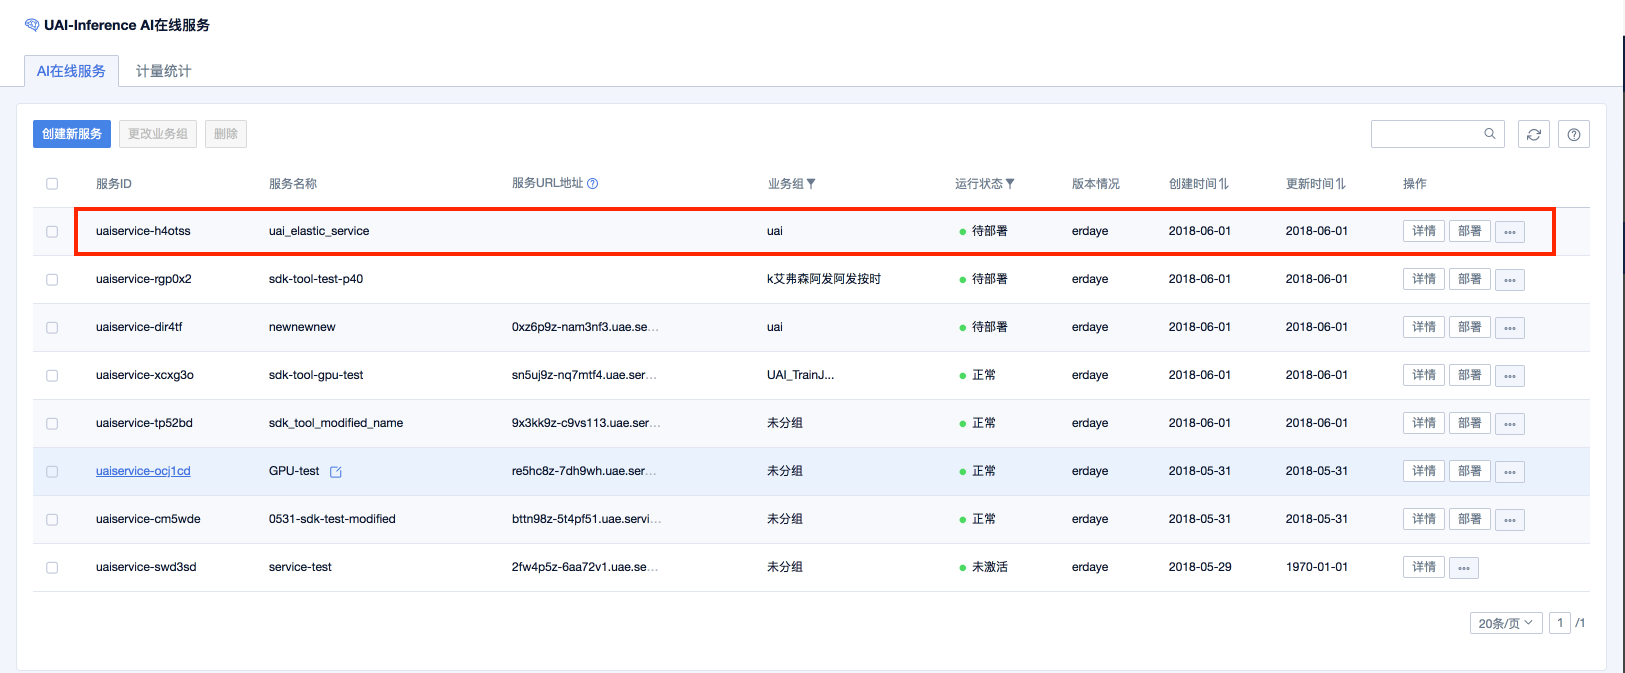 UAI-Inference AI在线服务
AI在线服务 计量统计
创建新服务 更改业务组 删除
服务ID 服务名称 服务URL地址 业务组 运行状态 版本情况 创建时间 更新时间 操作
uaiservice-h4otss uai_elastic_service uai 待部署 erdaye 2018-06-01 2018-06-01 详情 部署 ...
uaiservice-rgp0x2 sdk-tool-test-p40 k艾弗森阿发阿发按时 待部署 erdaye 2018-06-01 2018-06-01 详情 部署 ...
uaiservice-dir4tf newnewnew 0xz6p9z-nam3nf3.uae.se... uai 待部署 erdaye 2018-06-01 2018-06-01 详情 部署 ...
uaiservice-xcxg3o sdk-tool-gpu-test sn5uj9z-nq7mtf4.uae.ser... UAI_TrainJ... 正常 erdaye 2018-06-01 2018-06-01 详情 部署 ...
uaiservice-tp52bd sdk_tool_modified_name 9x3kk9z-c9vs113.uae.ser... 未分组 正常 erdaye 2018-06-01 2018-06-01 详情 部署 ...
uaiservice-ocj1cd GPU-test re5hc8z-7dh9wh.uae.ser... 未分组 正常 erdaye 2018-05-31 2018-05-31 详情 部署 ...
uaiservice-cm5wde 0531-sdk-test-modified bttn98z-5t4pf51.uae.servi... 未分组 正常 erdaye 2018-05-31 2018-05-31 详情 部署 ...
uaiservice-swd3sd service-test 2fw4p5z-6aa72v1.uae.se... 未分组 未激活 erdaye 2018-05-29 1970-01-01 详情 ...
20条/页 1 /1